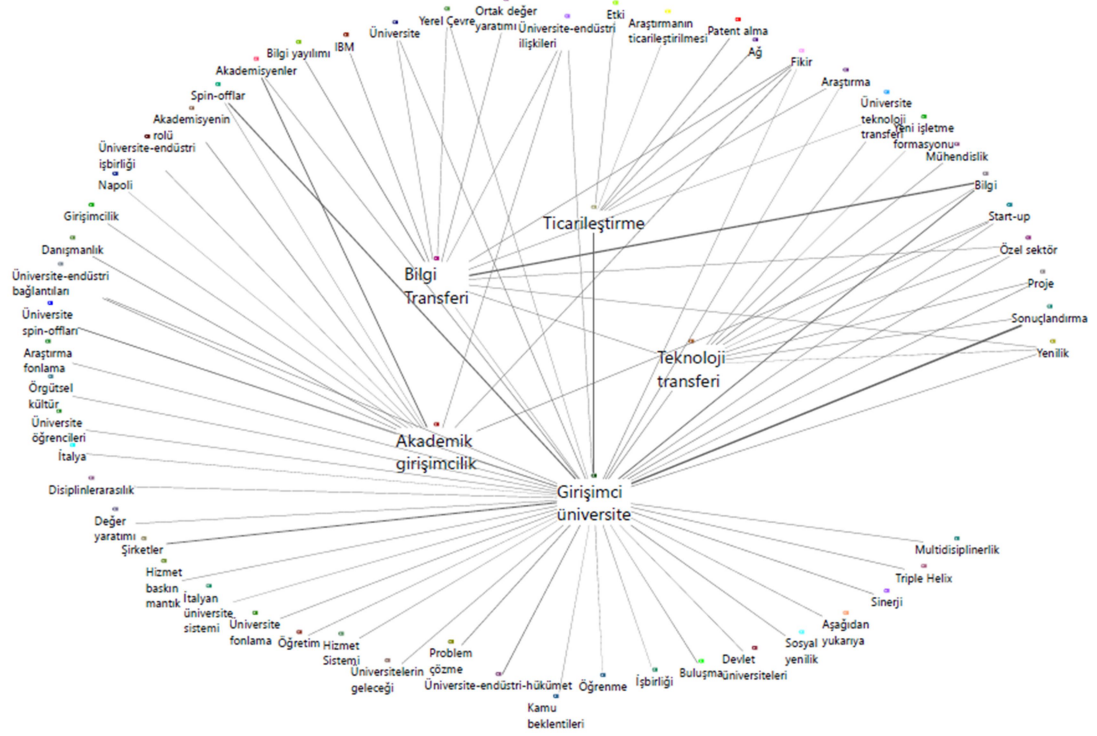 Ortak değer
yaratımı
Etki
Yerel Çevre
Üniversite
Üniversite-endüstri
ilişkileri
Araştırmanın
ticarileştirilmesi
Patent alma
Ağ
IBM
Bilgi yayılımı
Akademisyenler
Fikir
Spin-offlar
Araştırma
Akademisyenin
rolü
Üniversite
teknoloji
transferi
Yeni işletme
formasyonu
Üniversite-endüstri
işbirliği
Mühendislik
Napoli
Bilgi
Girişimcilik
Start-up
Ticarileştirme
Danışmanlık
Özel sektör
Üniversite-endüstri
bağlantıları
Bilgi
Transferi
Proje
Üniversite
spin-offları
Sonuçlandırma
Araştırma
fonlama
Teknoloji
transferi
Yenilik
Örgütsel
kültür
Üniversite
öğrencileri
Akademik
girişimcilik
İtalya
Disiplinlerarasılık
Girişimci
üniversite
Değer
yaratımı
Şirketler
Multidisiplinerlik
Hizmet
baskın
mantık
Triple Helix
İtalyan
üniversite
sistemi
Sinerji
Üniversite
fonlama
Aşağıdan
yukarıya
Öğretim
Hizmet
Sistemi
Sosyal
yenilik
Problem
çözme
Üniversitelerin
geleceği
Devlet
üniversiteleri
Buluşma
Üniversite-endüstri-hükümet
Öğrenme
İşbirliği
Kamu
beklentileri